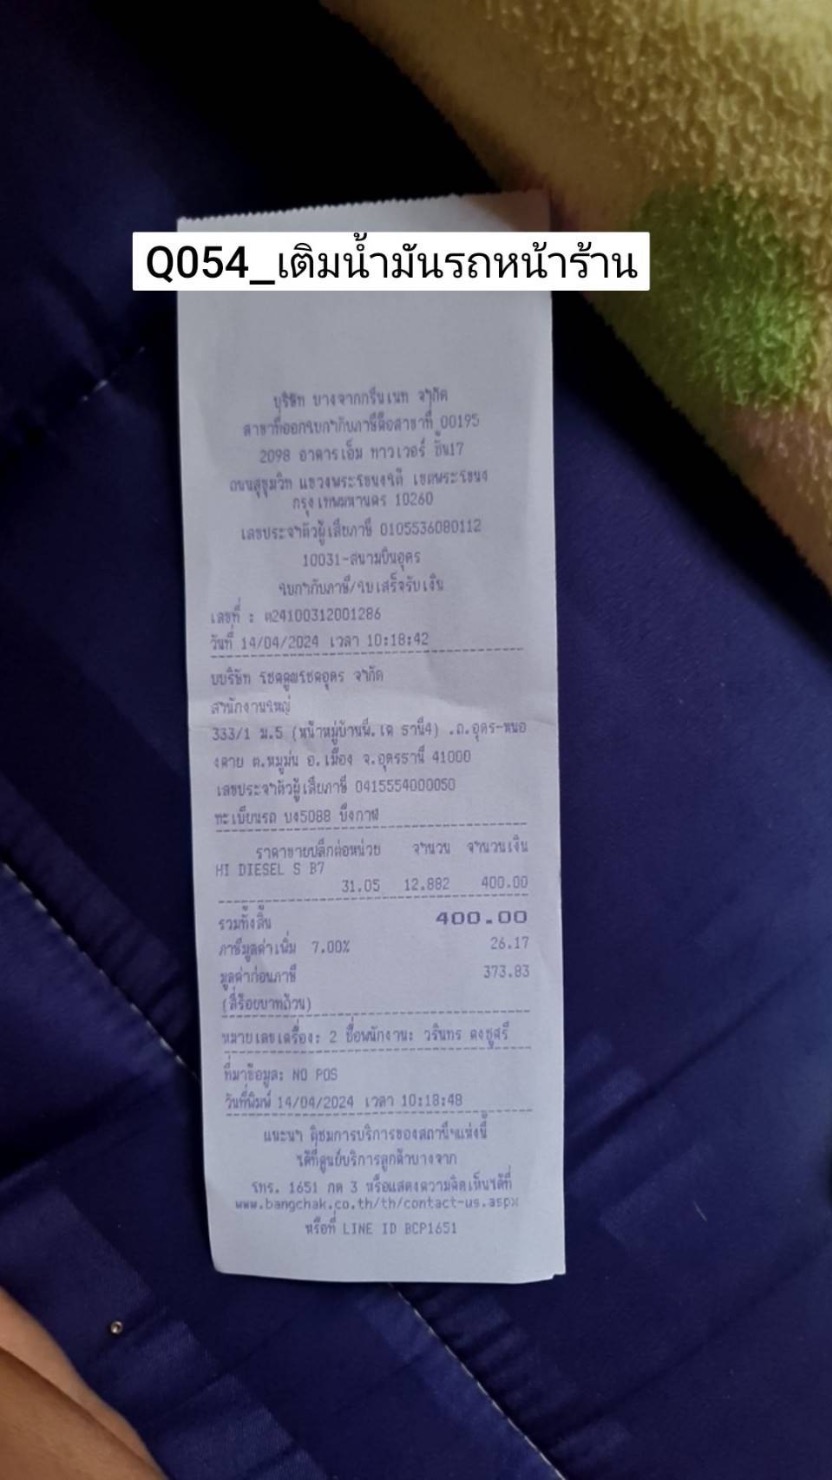 Q054_เติมน้ำมันรถหน้าร้าน
บริษัท บางจากกรีนเนท จำกัด
สาขาที่ออกใบกำกับภาษีคือสาขาที่ 00195
2098 อาคารเอ็ม ทาวเวอร์ ชั้น17
ถนนสุขุมวิท แขวงพระโขนงใต้ เขตพระโขนง
กรุงเทพมหานคร 10260
เลขประจำตัวผู้เสียภาษี 0105536080112
10031-สนามบินอุดร
ใบกำกับภาษี/ใบเสร็จรับเงิน
เลขที่ : ต24100312001286
วันที่ 14/04/2024 เวลา 10:18:42
บบริษัท โชคคูณโชคอุดร จำกัด
สำนักงานใหญ่
333/1 ม.5 (หน้าหมู่บ้านพี.เค ธานี4) .ถ.อุดร-หนอ
งคาย ต.หมูม่น อ.เมือง จ.อุดรธานี 41000
เลขประจำตัวผู้เสียภาษี 0415554000050
ทะเบียนรถ บง5088 บึงกาฬ
ราคาขายปลีกต่อหน่วย จำนวน จำนวนเงิน
HI DIESEL S B7
31.05 12.882 400.00
รวมทั้งสิ้น 400.00
ภาษีมูลค่าเพิ่ม 7.00% 26.17
มูลค่าก่อนภาษี 373.83
(สี่ร้อยบาทถ้วน)
หมายเลขเครื่อง: 2 ชื่อพนักงาน: วรินทร คงชูศรี
ที่มาข้อมูล: NO POS
วันที่พิมพ์ 14/04/2024 เวลา 10:18:48
แนะนำ ติชมการบริการของสถานีฯแห่งนี้
ได้ที่ศูนย์บริการลูกค้าบางจาก
โทร. 1651 กด 3 หรือแสดงความคิดเห็นได้ที่
www.bangchak.co.th/th/contact-us.aspx
หรือที่ LINE ID BCP1651